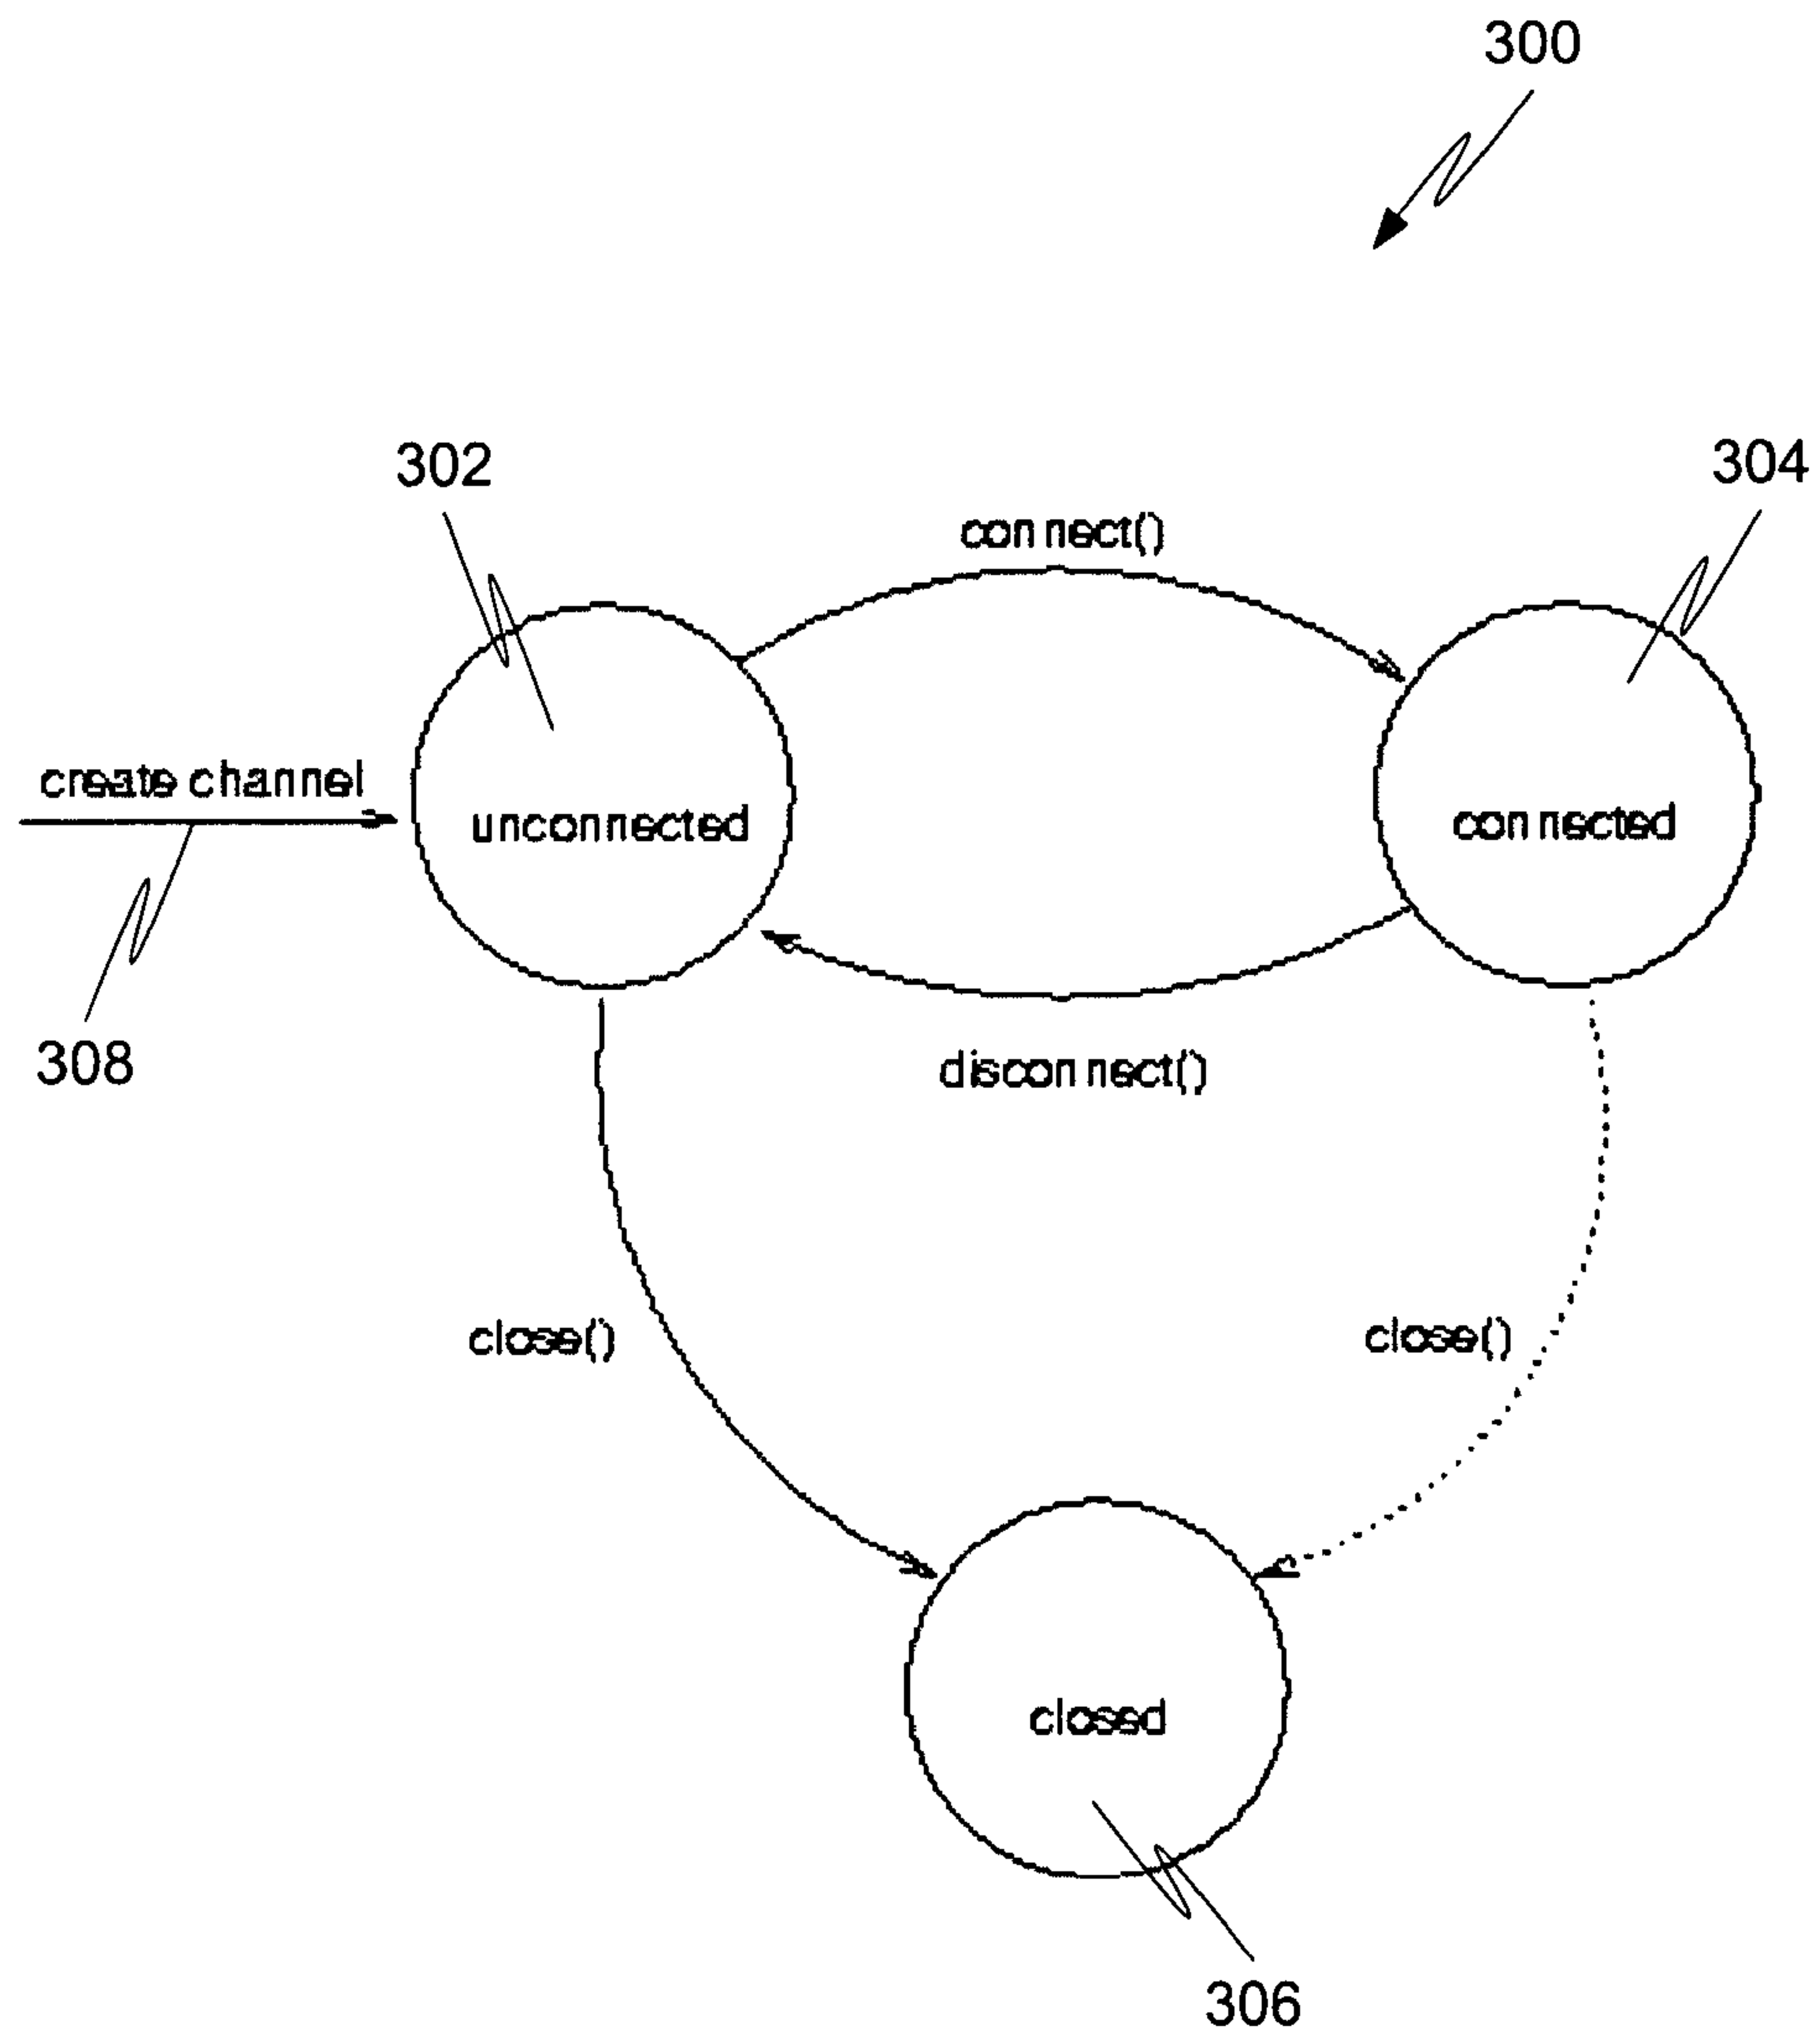 300
302
304
connect()
create channel
unconnected
connected
308
disconnect()
close()
close()
closed
306